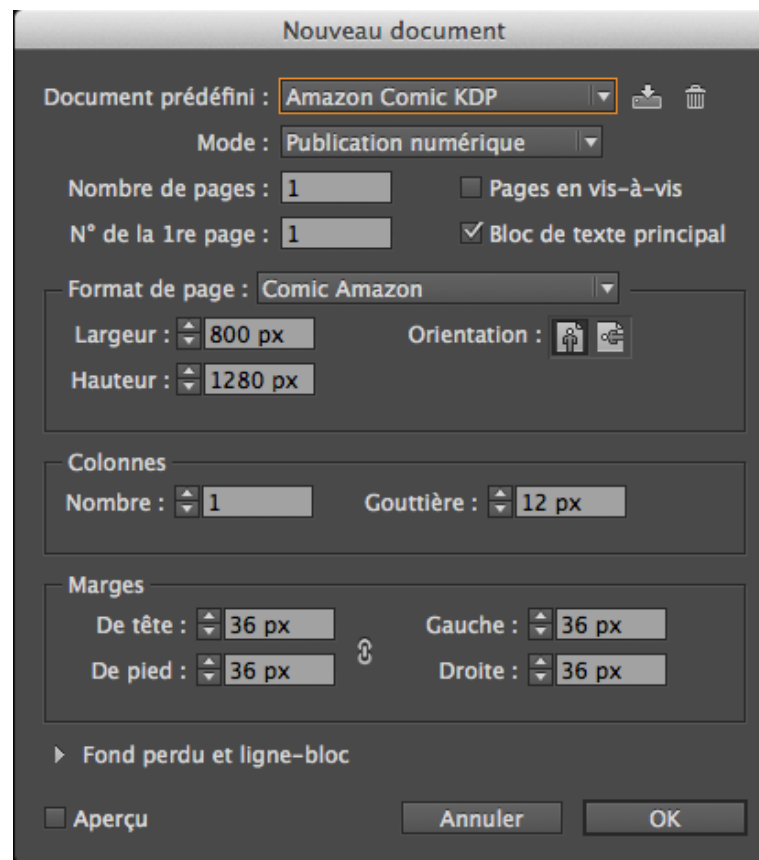 Nouveau document
Document prédéfini : Amazon Comic KDP
Mode : Publication numérique
Nombre de pages : 1 Pages en vis-à-vis
N° de la 1re page : 1 Bloc de texte principal
Format de page : Comic Amazon
Largeur : 800 px Orientation :
Hauteur : 1280 px
Colonnes
Nombre : 1 Gouttière : 12 px
Marges
De tête : 36 px Gauche : 36 px
De pied : 36 px Droite : 36 px
Fond perdu et ligne-bloc
Aperçu Annuler OK